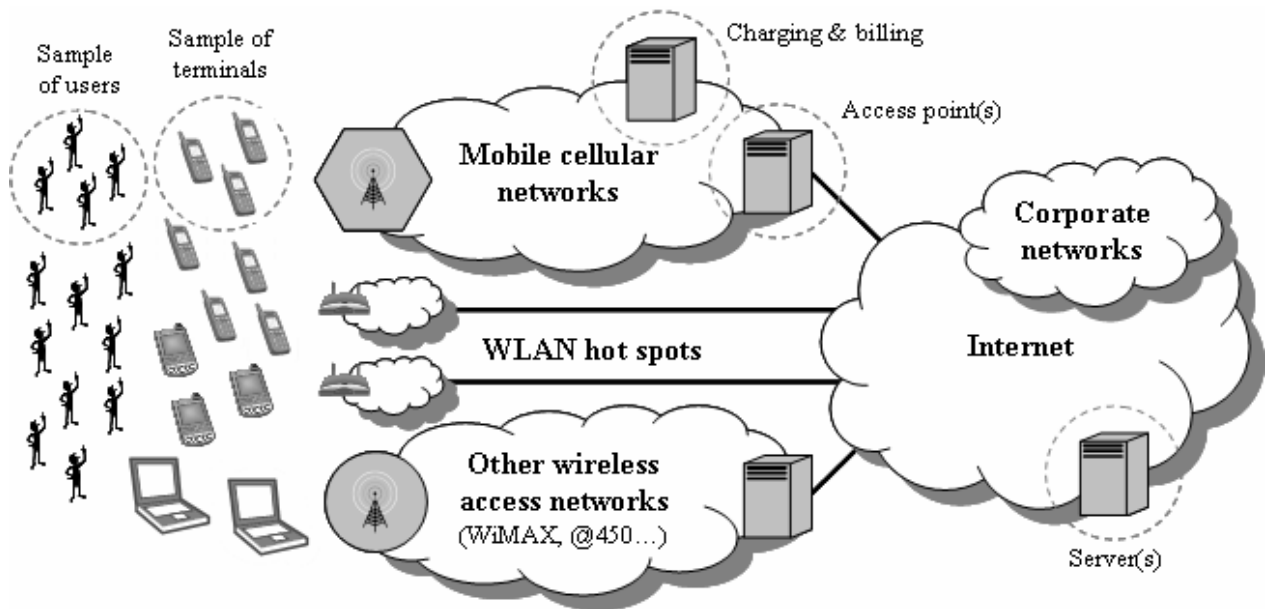 Sample
of users
Sample of
terminals
Charging & billing
Access point(s)
Mobile cellular
networks
Corporate
networks
WLAN hot spots
Internet
Other wireless
access networks
(WiMAX, @450…)
Server(s)